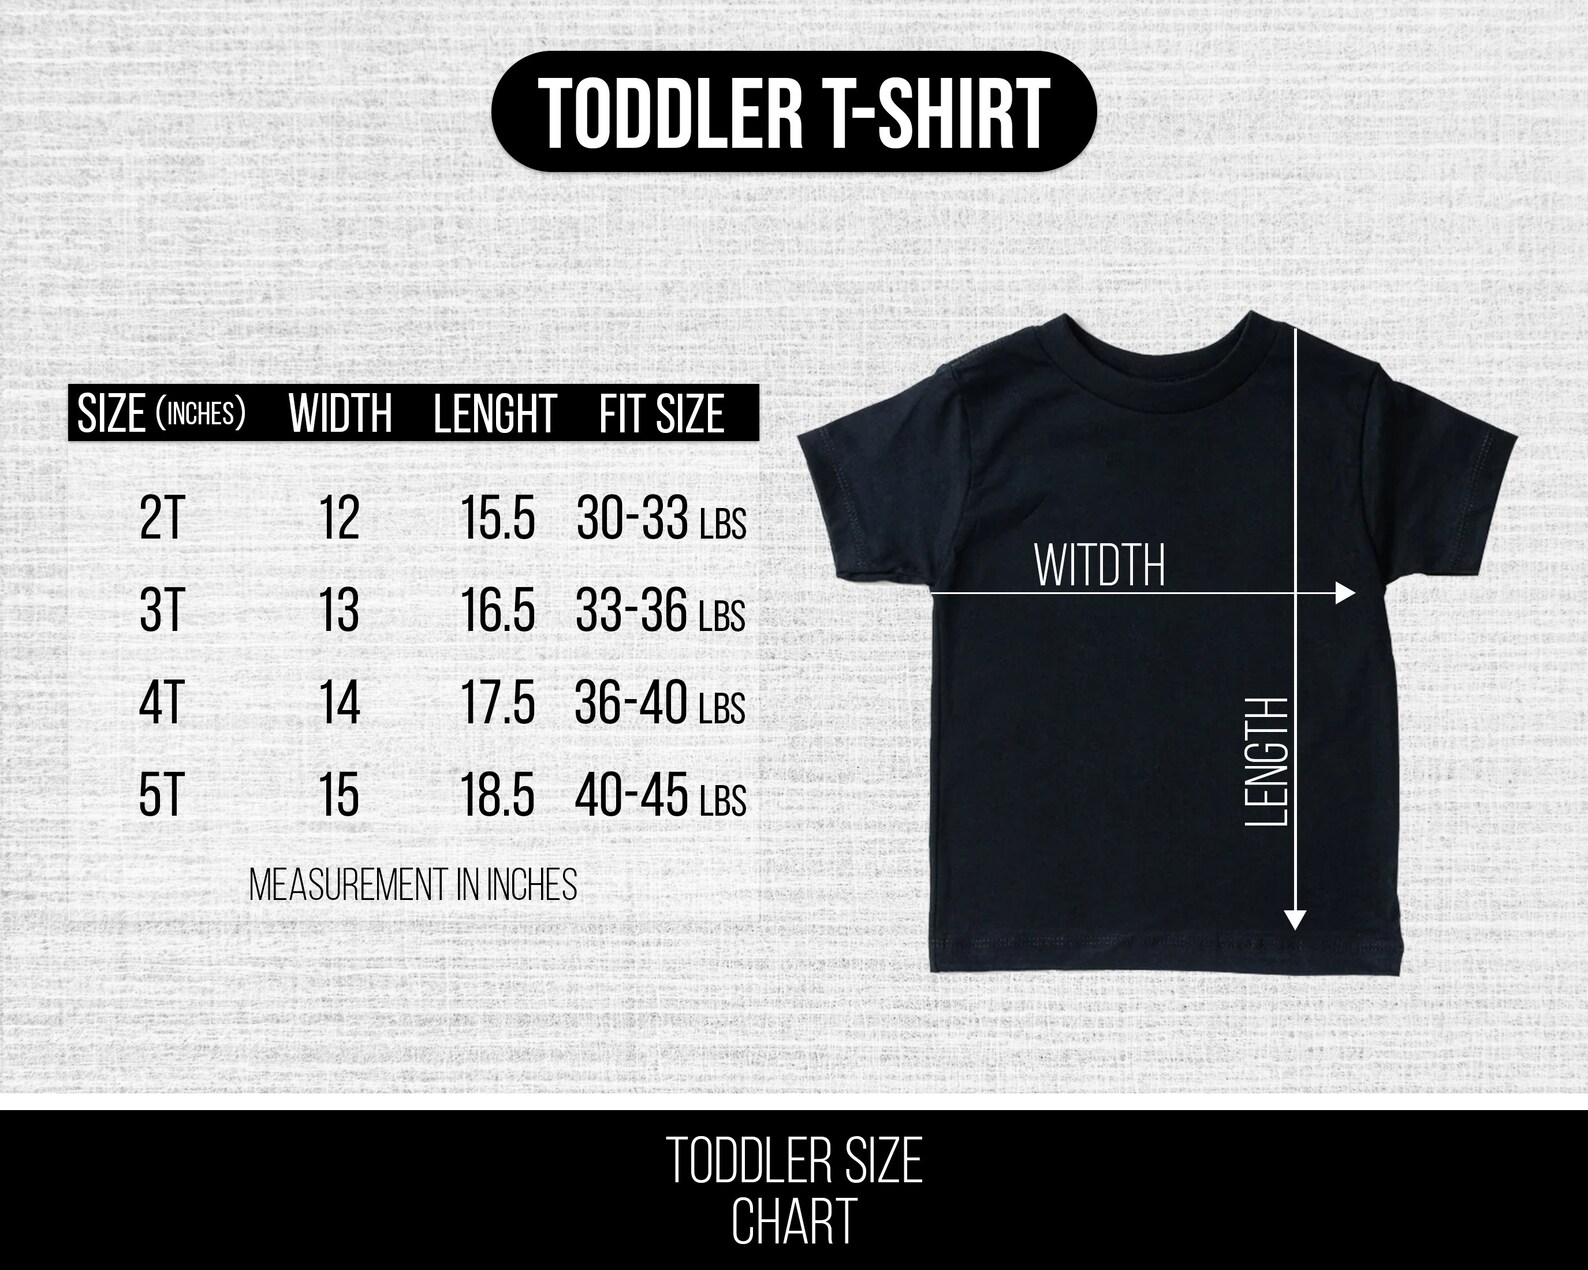 TODDLER T-SHIRT
SIZE (INCHES) WIDTH LENGHT FIT SIZE
2T 12 15.5 30-33 LBS
3T 13 16.5 33-36 LBS
4T 14 17.5 36-40 LBS
5T 15 18.5 40-45 LBS
MEASUREMENT IN INCHES
WITDTH
LENGTH
TODDLER SIZE
CHART